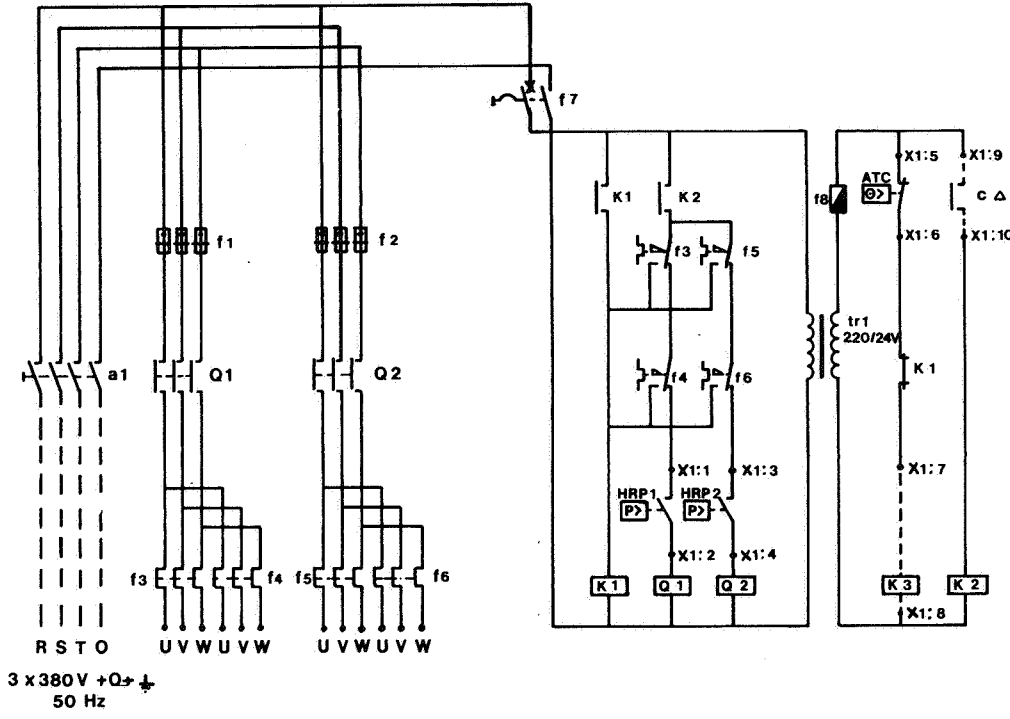 f7
X1:5 X1:9
ATC
Θ>
K1 K2 f8 C △
f1 f2 X1:6 X1:10
f3 f5
tr1
220/24V
a1 Q1 Q2 K1
f4 f6
X1:1 X1:3 X1:7
HRP1 HRP2
P> P>
X1:2 X1:4
f3 f4 f5 f6 K1 Q1 Q2 K3 K2
X1:8
R S T O U V W U V W U V W U V W
3 x 380V + O + ⏚
50 Hz